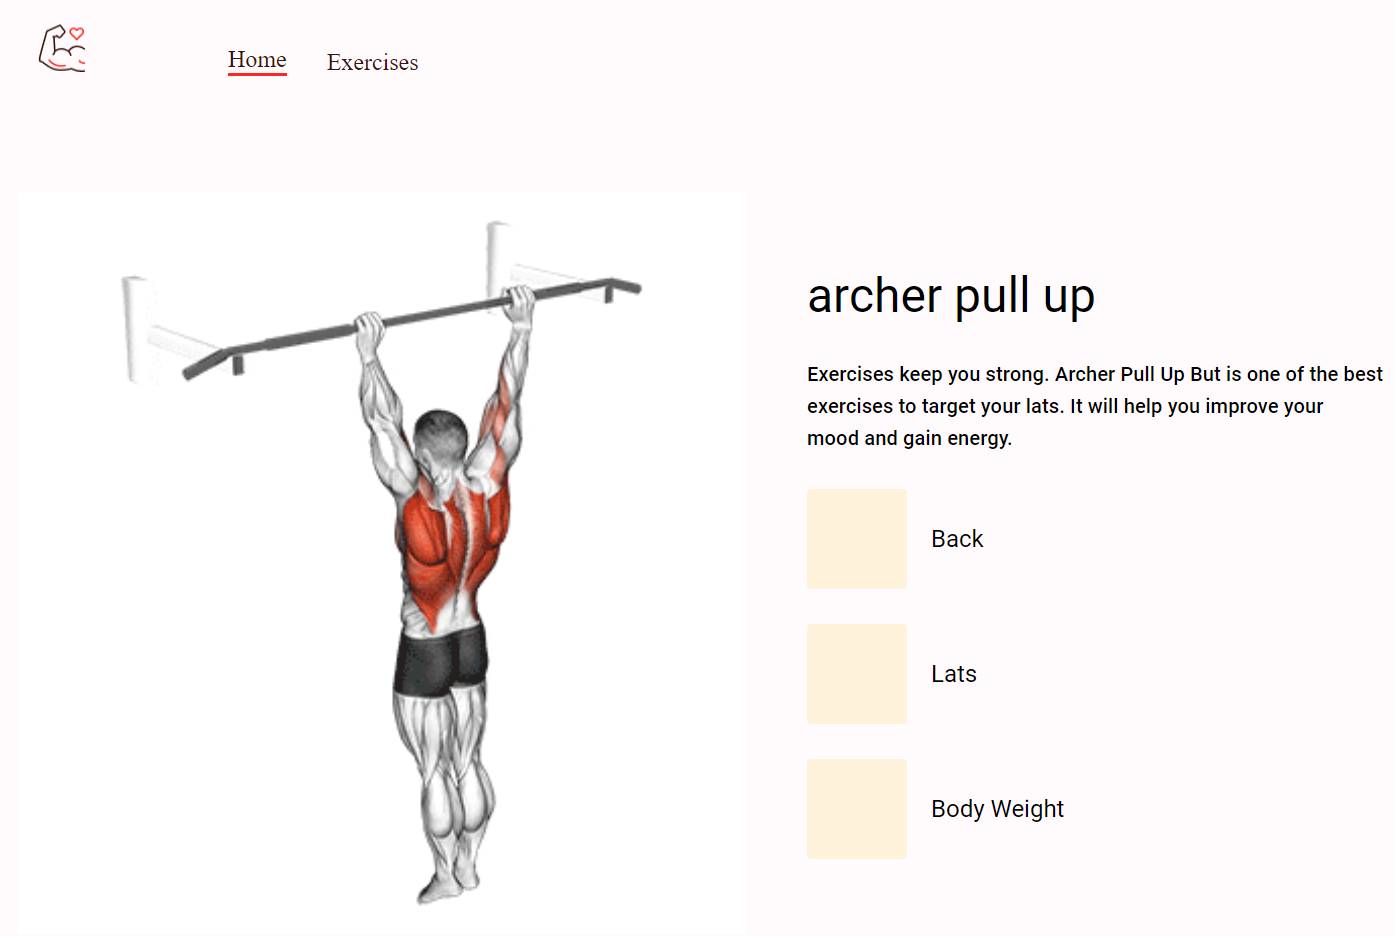 Home
Exercises
archer pull up
Exercises keep you strong. Archer Pull Up But is one of the best
exercises to target your lats. It will help you improve your
mood and gain energy.
Back
Lats
Body Weight